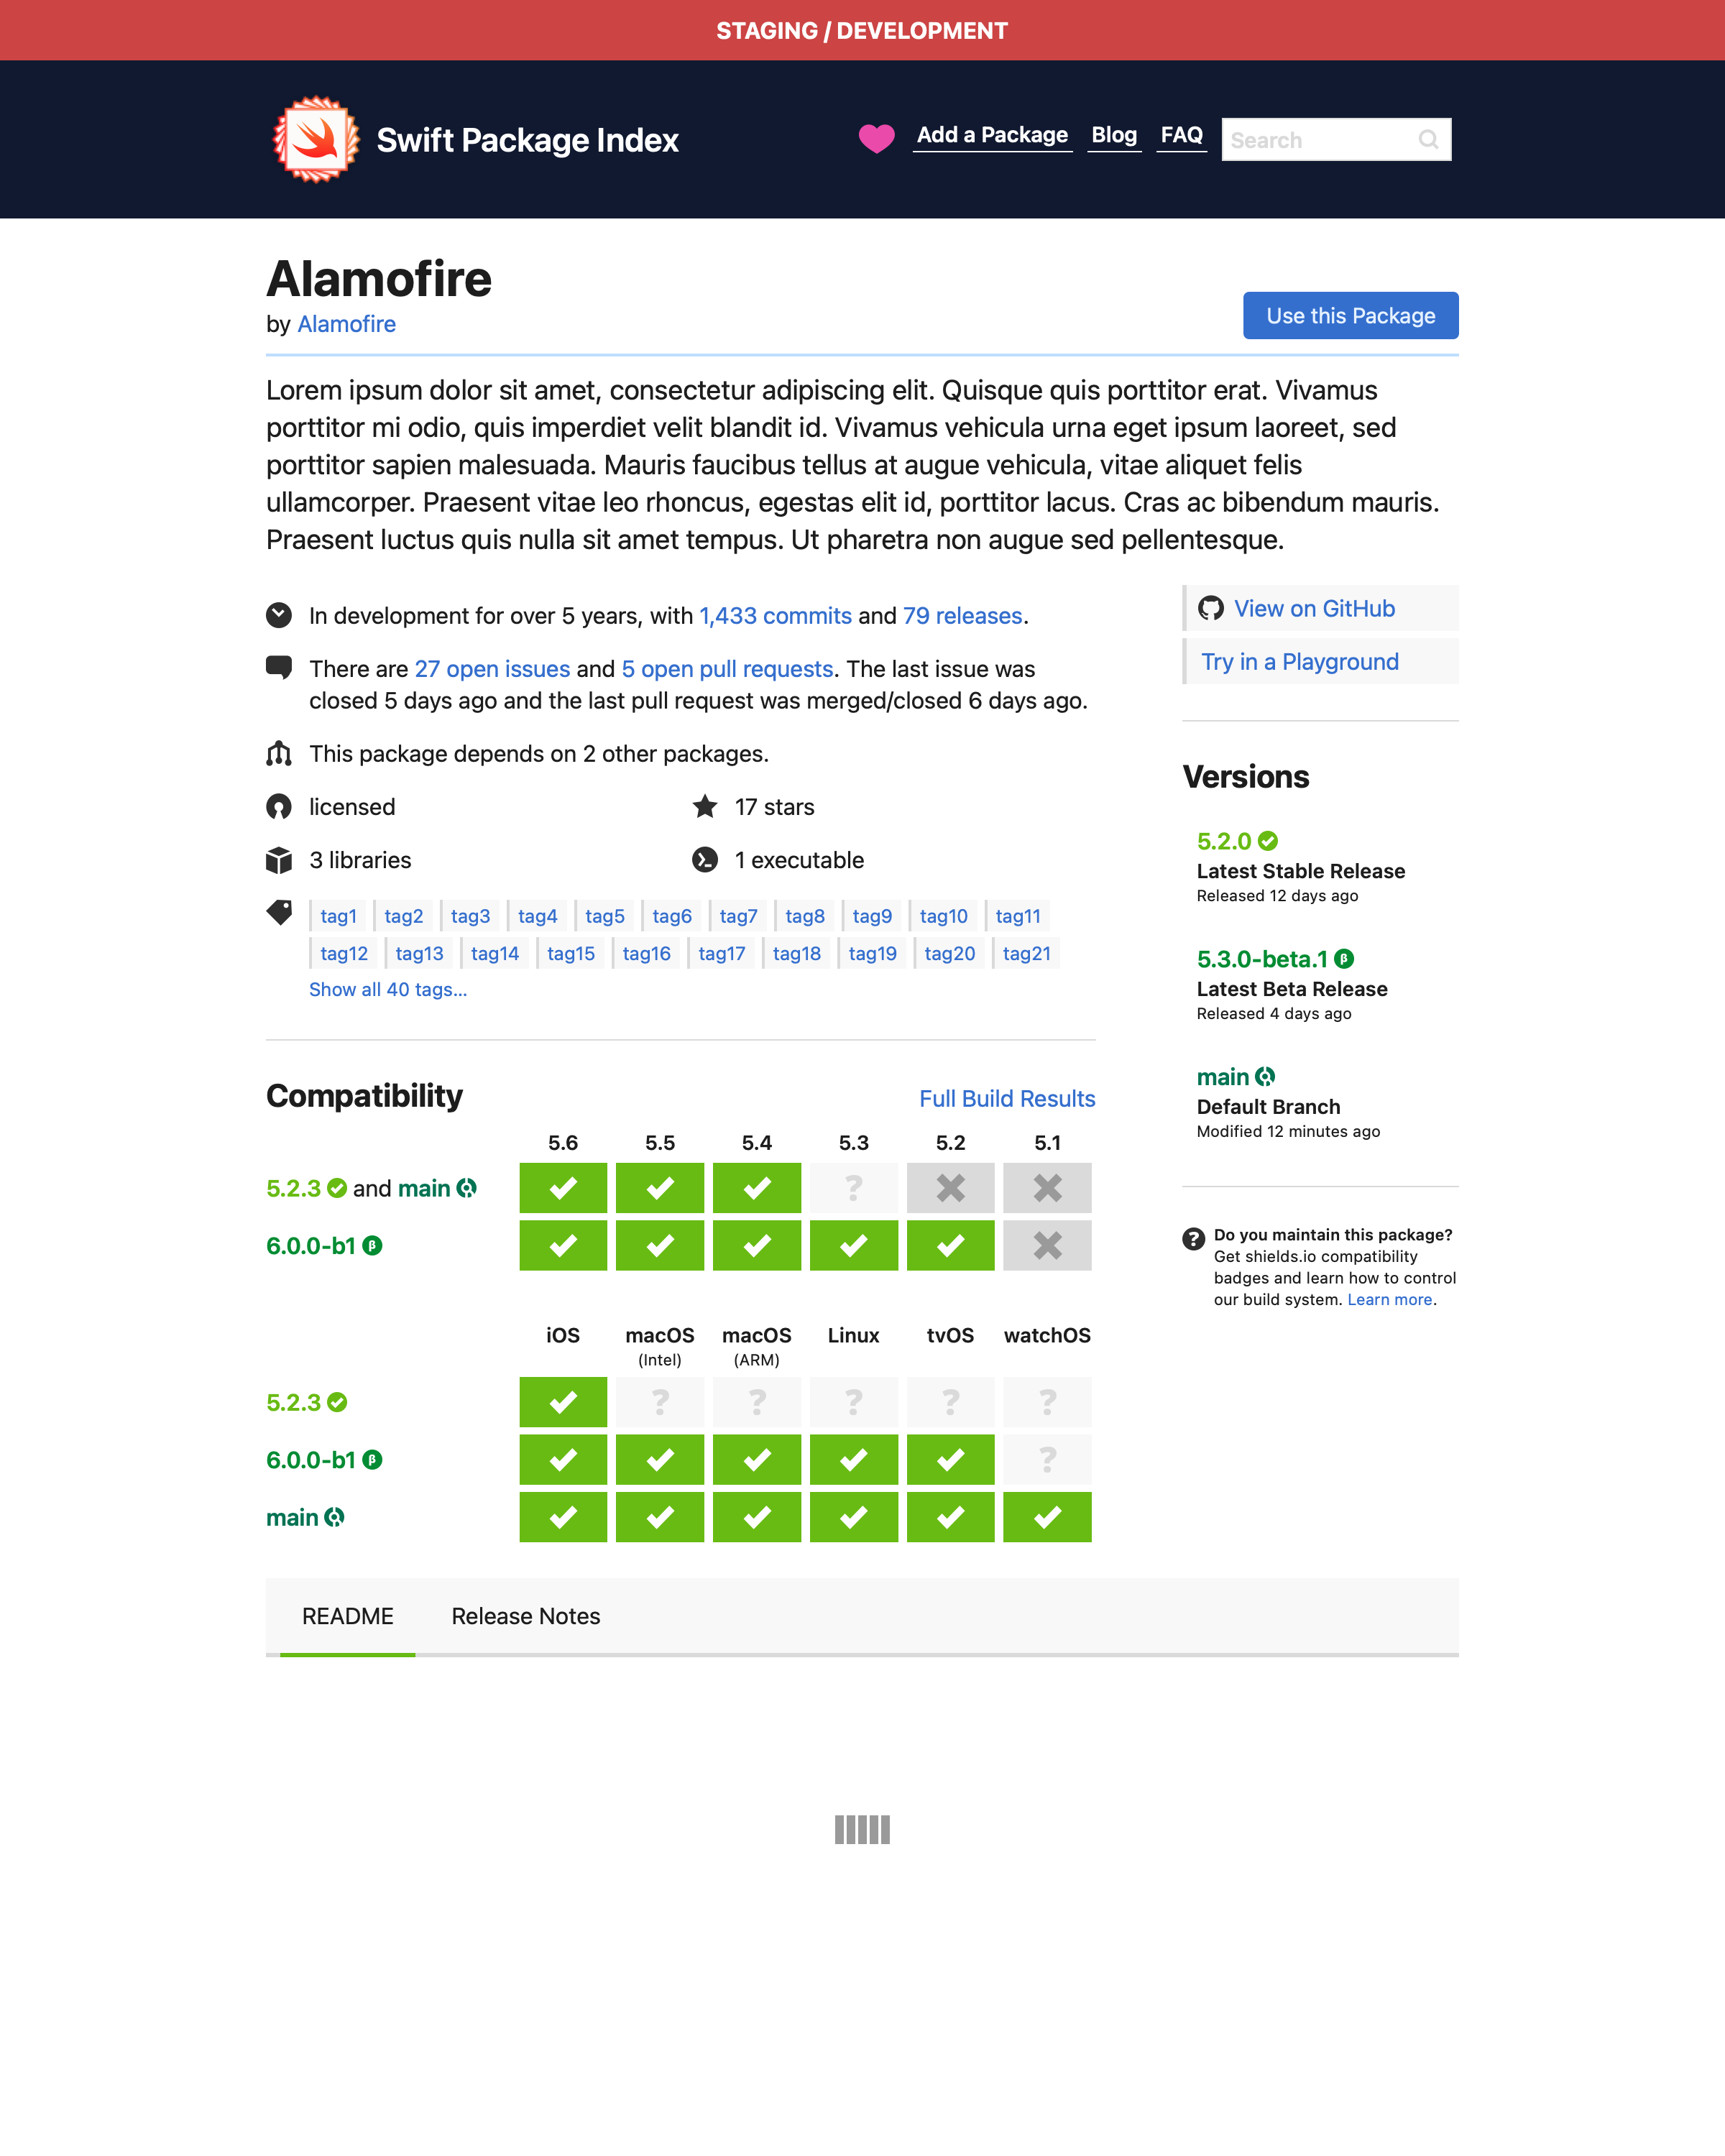 STAGING / DEVELOPMENT
Swift Package Index
Add a Package Blog FAQ Search
Alamofire
by Alamofire
Use this Package
Lorem ipsum dolor sit amet, consectetur adipiscing elit. Quisque quis porttitor erat. Vivamus
porttitor mi odio, quis imperdiet velit blandit id. Vivamus vehicula urna eget ipsum laoreet, sed
porttitor sapien malesuada. Mauris faucibus tellus at augue vehicula, vitae aliquet felis
ullamcorper. Praesent vitae leo rhoncus, egestas elit id, porttitor lacus. Cras ac bibendum mauris.
Praesent luctus quis nulla sit amet tempus. Ut pharetra non augue sed pellentesque.
In development for over 5 years, with 1,433 commits and 79 releases.
There are 27 open issues and 5 open pull requests. The last issue was
closed 5 days ago and the last pull request was merged/closed 6 days ago.
This package depends on 2 other packages.
licensed
17 stars
3 libraries
1 executable
tag1 tag2 tag3 tag4 tag5 tag6 tag7 tag8 tag9 tag10 tag11
tag12 tag13 tag14 tag15 tag16 tag17 tag18 tag19 tag20 tag21
Show all 40 tags...
View on GitHub
Try in a Playground
Versions
5.2.0
Latest Stable Release
Released 12 days ago
5.3.0-beta.1 β
Latest Beta Release
Released 4 days ago
main
Default Branch
Modified 12 minutes ago
Do you maintain this package?
Get shields.io compatibility
badges and learn how to control
our build system. Learn more.
Compatibility
Full Build Results
5.6 5.5 5.4 5.3 5.2 5.1
5.2.3 and main ?
6.0.0-b1 β
iOS macOS macOS Linux tvOS watchOS
(Intel) (ARM)
5.2.3 ? ? ? ? ?
6.0.0-b1 β ?
main
README Release Notes